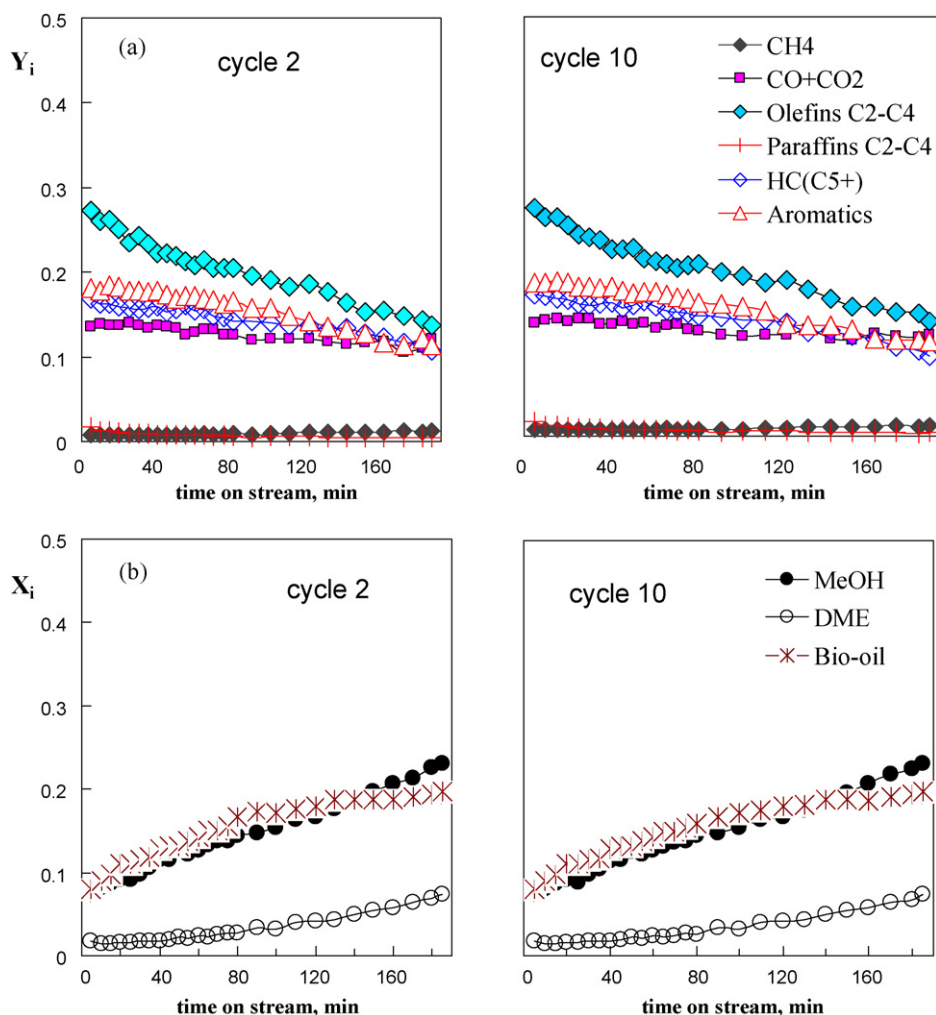 0.5
(a)
cycle 2
Y i
0.4
0.3
0.2
0.1
0
0 40 80 120 160
time on stream, min
cycle 10
CH4
CO+CO2
Olefins C2-C4
Paraffins C2-C4
HC(C5+)
Aromatics
0 40 80 120 160
time on stream, min
0.5
(b)
cycle 2
X i
0.4
0.3
0.2
0.1
0
0 40 80 120 160
time on stream, min
cycle 10
MeOH
DME
Bio-oil
0 40 80 120 160
time on stream, min